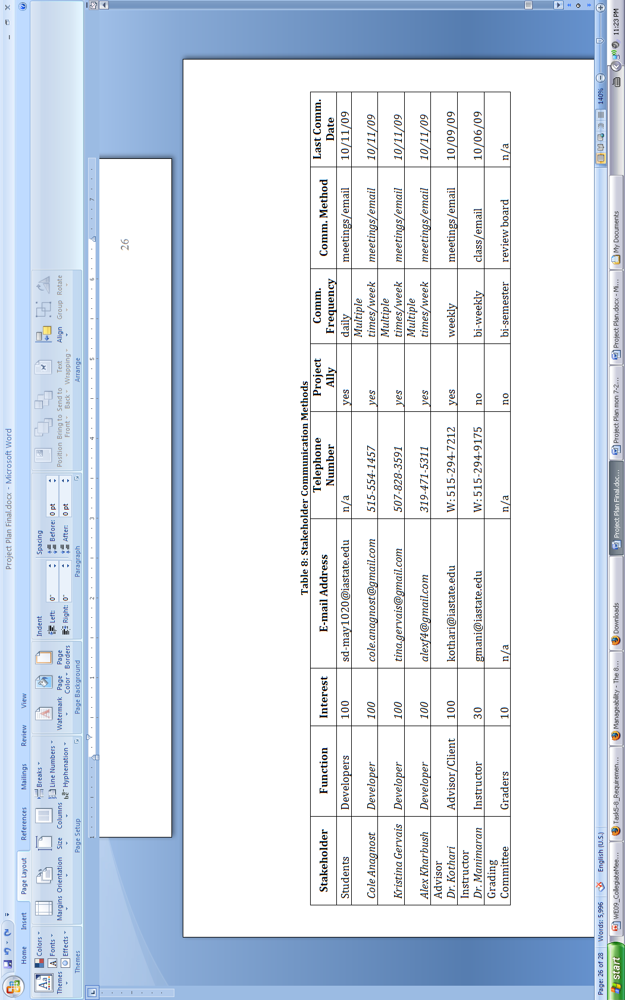 Project Plan Final.docx - Microsoft Word
Home Insert Page Layout References Mailings Review View
Themes
Colors
Fonts
Effects
Themes
Margins Orientation Size Columns
Breaks
Line Numbers
Hyphenation
Page Setup
Watermark Page Color Page Borders
Page Background
Indent
Left: 0"
Right: 0"
Spacing
Before: 0 pt
After: 0 pt
Paragraph
Position Bring to Front Send to Back Text Wrapping Align Group Rotate
Arrange
1 1 2 3 4 5 6 7
26
Table 8: Stakeholder Communication Methods
Stakeholder Function Interest E-mail Address Telephone Number Project Ally Comm. Frequency Comm. Method Last Comm. Date
Students Developers 100 sd-may1020@iastate.edu n/a yes daily meetings/email 10/11/09
Cole Anagnost Developer 100 cole.anagnost@gmail.com 515-554-1457 yes Multiple times/week meetings/email 10/11/09
Kristina Gervais Developer 100 tina.gervais@gmail.com 507-828-3591 yes Multiple times/week meetings/email 10/11/09
Alex Kharbush Developer 100 alexf4@gmail.com 319-471-5311 yes Multiple times/week meetings/email 10/11/09
Advisor Dr. Kothari Advisor/Client 100 kothari@iastate.edu W: 515-294-7212 yes weekly meetings/email 10/09/09
Instructor Dr. Manimaran Instructor 30 gmani@iastate.edu W: 515-294-9175 no bi-weekly class/email 10/06/09
Grading Committee Graders 10 n/a n/a no bi-semester review board n/a
Page: 26 of 28 Words: 5,996 English (U.S.) 140%
start WE09_CollegiateMee... Task5-8_Requiremen... Manageability - The 8... Downloads Project Plan Final.doc... Project Plan mon 7-2... Project Plan.docx - Mi... My Documents 11:23 PM